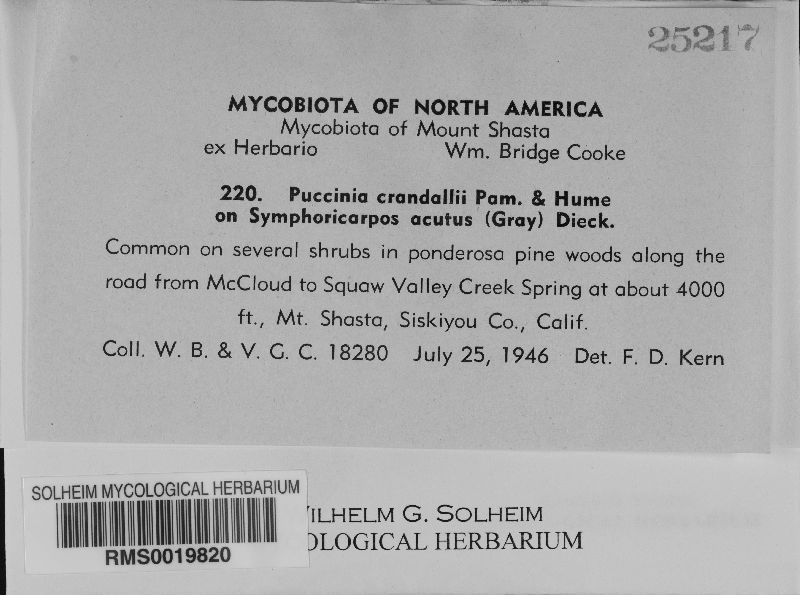 25217
MYCOBIOTA OF NORTH AMERICA
Mycobiota of Mount Shasta
ex Herbario Wm. Bridge Cooke
220. Puccinia crandallii Pam. & Hume
on Symphoricarpos acutus (Gray) Dieck.
Common on several shrubs in ponderosa pine woods along the
road from McCloud to Squaw Valley Creek Spring at about 4000
ft., Mt. Shasta, Siskiyou Co., Calif.
Coll. W. B. & V. G. C. 18280 July 25, 1946 Det. F. D. Kern
SOLHEIM MYCOLOGICAL HERBARIUM
RMS0019820
ILHELM G. SOLHEIM
OLOGICAL HERBARIUM